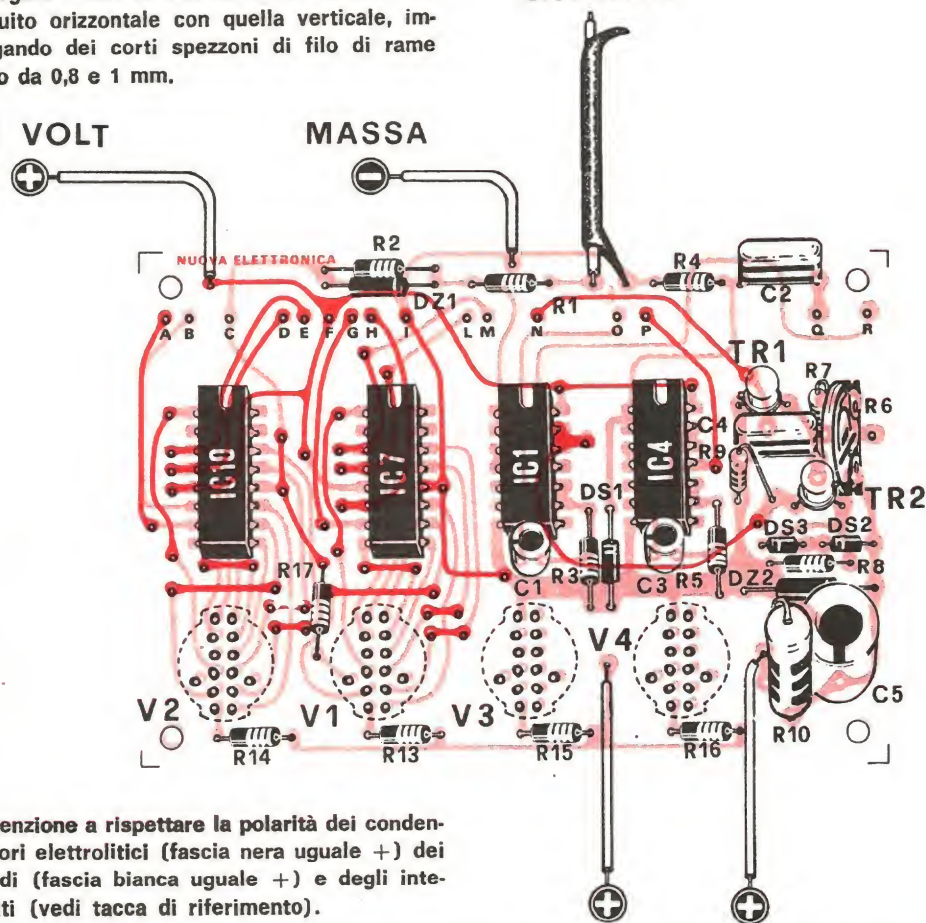 uito orizzontale con quella verticale, im-
gando dei corti spezzoni di filo di rame
o da 0,8 e 1 mm.
VOLT
MASSA
NUOVA ELETTRONICA
R2
DZ1
R1
R4
C2
A B C D E F G H I L M N O P Q R
TR1
R7
R6
C4
R9
IC10
IC7
IC1
IC4
TR2
DS1
DS3
DS2
R17
C1
R3
C3
R5
DZ2
R8
V4
V2
V1
V3
C5
R10
R14
R13
R15
R16
enzione a rispettare la polarità dei conden-
ori elettrolitici (fascia nera uguale +) dei
di (fascia bianca uguale +) e degli inte-
ti (vedi tacca di riferimento).